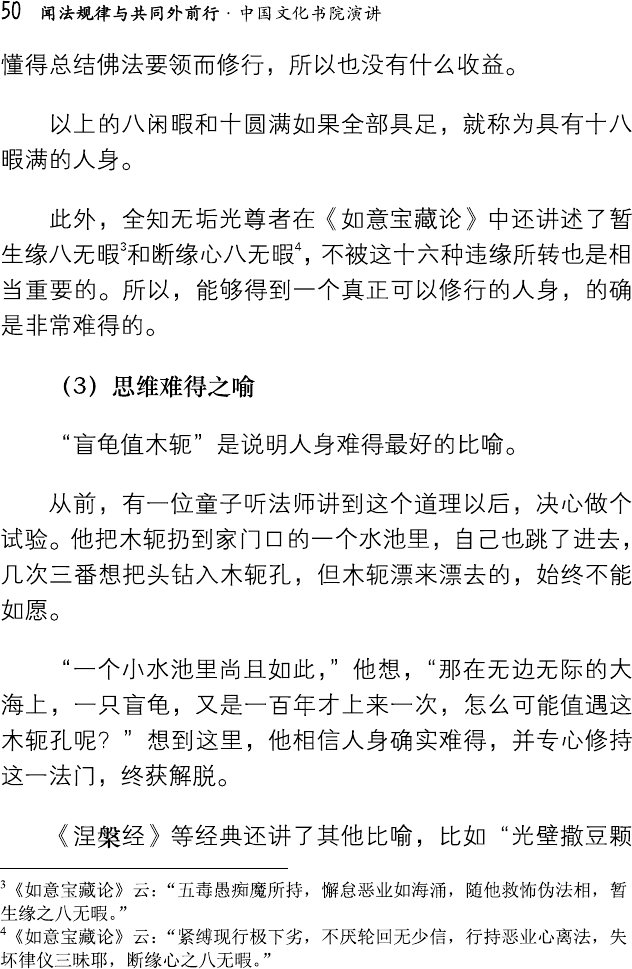 50 闻法规律与共同外前行·中国文化书院演讲
懂得总结佛法要领而修行，所以也没有什么收益。
以上的八闲暇和十圆满如果全部具足，就称为具有十八
暇满的人身。
此外，全知无垢光尊者在《如意宝藏论》中还讲述了暂
生缘八无暇3和断缘心八无暇4，不被这十六种违缘所转也是相
当重要的。所以，能够得到一个真正可以修行的人身，的确
是非常难得的。
（3）思维难得之喻
“盲龟值木轭”是说明人身难得最好的比喻。
从前，有一位童子听法师讲到这个道理以后，决心做个
试验。他把木轭扔到家门口的一个水池里，自己也跳了进去，
几次三番想把头钻入木轭孔，但木轭漂来漂去的，始终不能
如愿。
“一个小水池里尚且如此，”他想，“那在无边无际的大
海上，一只盲龟，又是一百年才上来一次，怎么可能值遇这
木轭孔呢？”想到这里，他相信人身确实难得，并专心修持
这一法门，终获解脱。
《涅槃经》等经典还讲了其他比喻，比如“光壁撒豆颗
3《如意宝藏论》云：“五毒愚痴魔所持，懈怠恶业如海涌，随他救怖伪法相，暂
生缘之八无暇。”
4《如意宝藏论》云：“紧缚现行极下劣，不厌轮回无少信，行持恶业心离法，失
坏律仪三昧耶，断缘心之八无暇。”